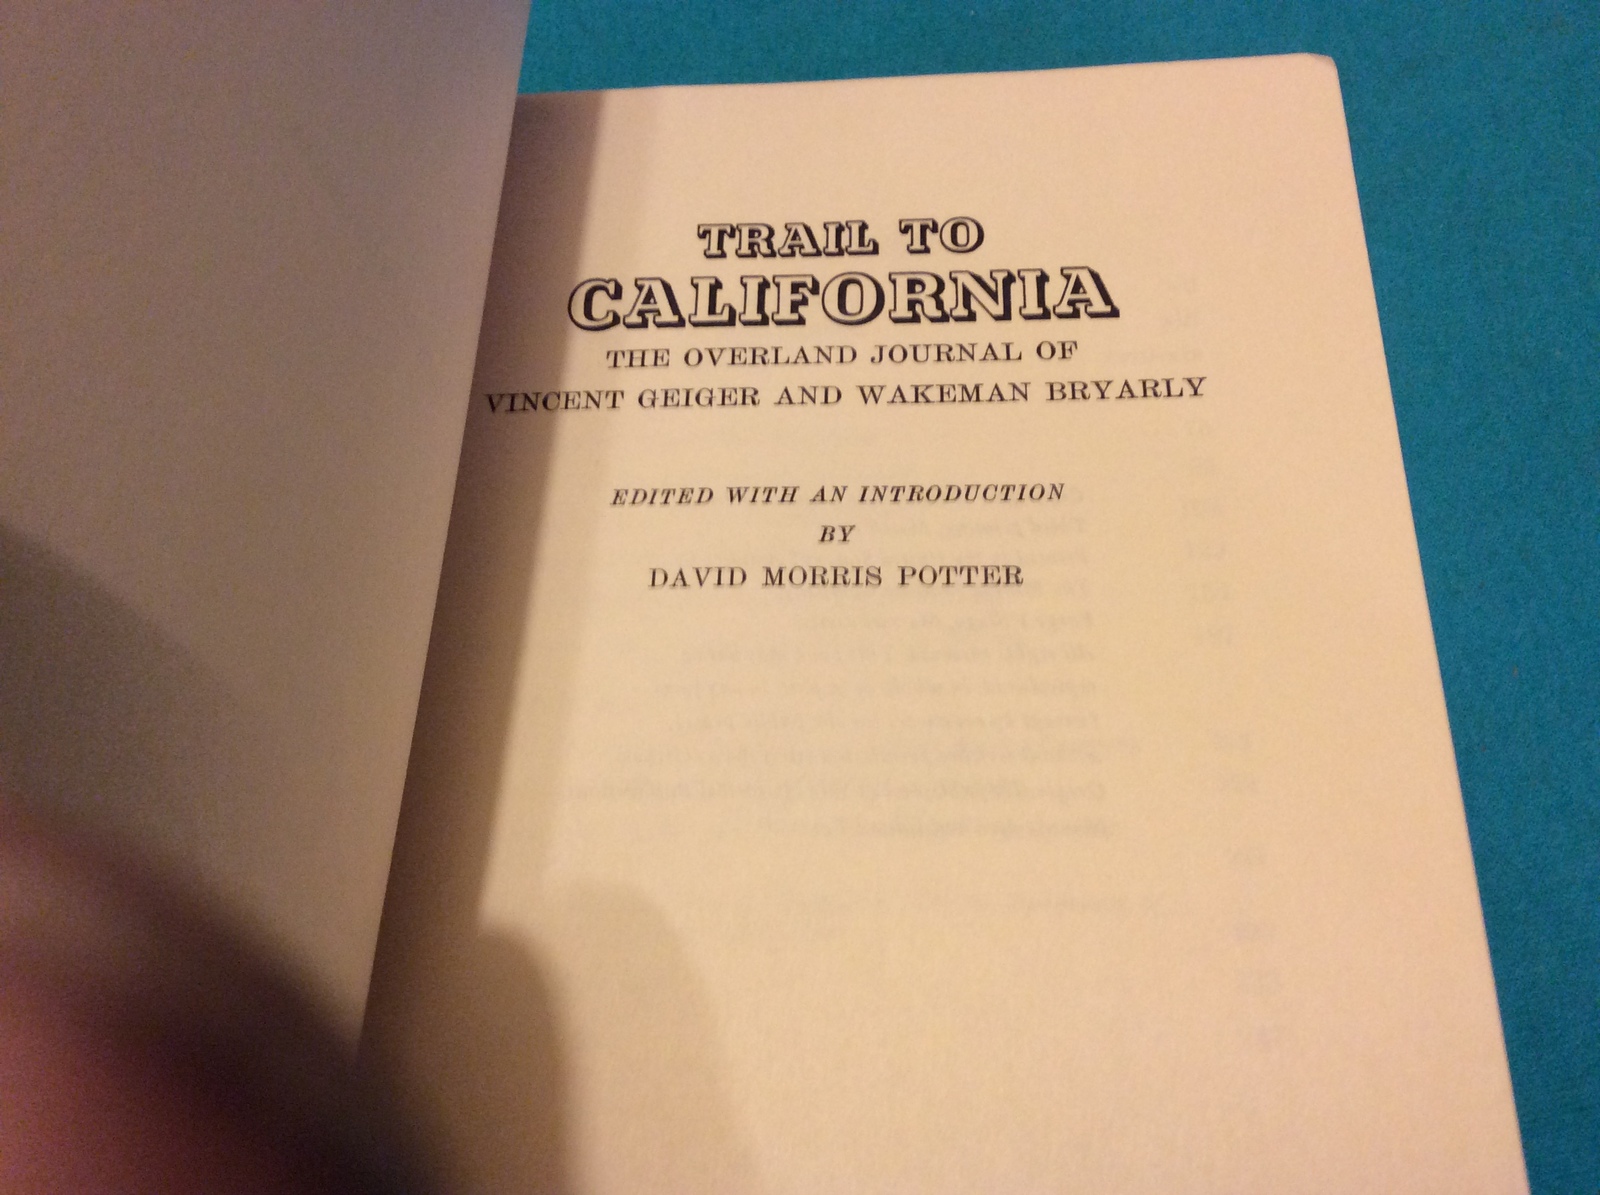 TRAIL TO
CALIFORNIA
THE OVERLAND JOURNAL OF
VINCENT GEIGER AND WAKEMAN BRYARLY
EDITED WITH AN INTRODUCTION
BY
DAVID MORRIS POTTER